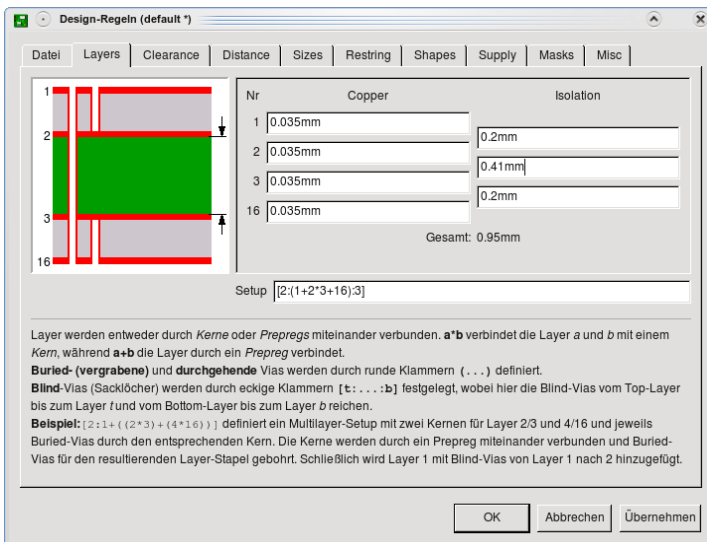 Design-Regeln (default *)
Datei Layers Clearance Distance Sizes Restring Shapes Supply Masks Misc
Nr Copper Isolation
1 0.035mm
0.2mm
2 0.035mm
0.41mm
3 0.035mm
0.2mm
16 0.035mm
Gesamt: 0.95mm
1
2
3
16
Setup [2:(1+2*3+16):3]
Layer werden entweder durch Kerne oder Prepregs miteinander verbunden. a*b verbindet die Layer a und b mit einem
Kern, während a+b die Layer durch ein Prepreg verbindet.
Buried- (vergrabene) und durchgehende Vias werden durch runde Klammern (...) definiert.
Blind-Vias (Sacklöcher) werden durch eckige Klammern [t:...:b] festgelegt, wobei hier die Blind-Vias vom Top-Layer
bis zum Layer t und vom Bottom-Layer bis zum Layer b reichen.
Beispiel: [2:1+((2*3)+(4*16))] definiert ein Multilayer-Setup mit zwei Kernen für Layer 2/3 und 4/16 und jeweils
Buried-Vias durch den entsprechenden Kern. Die Kerne werden durch ein Prepreg miteinander verbunden und Buried-
Vias für den resultierenden Layer-Stapel gebohrt. Schließlich wird Layer 1 mit Blind-Vias von Layer 1 nach 2 hinzugefügt.
OK Abbrechen Übernehmen